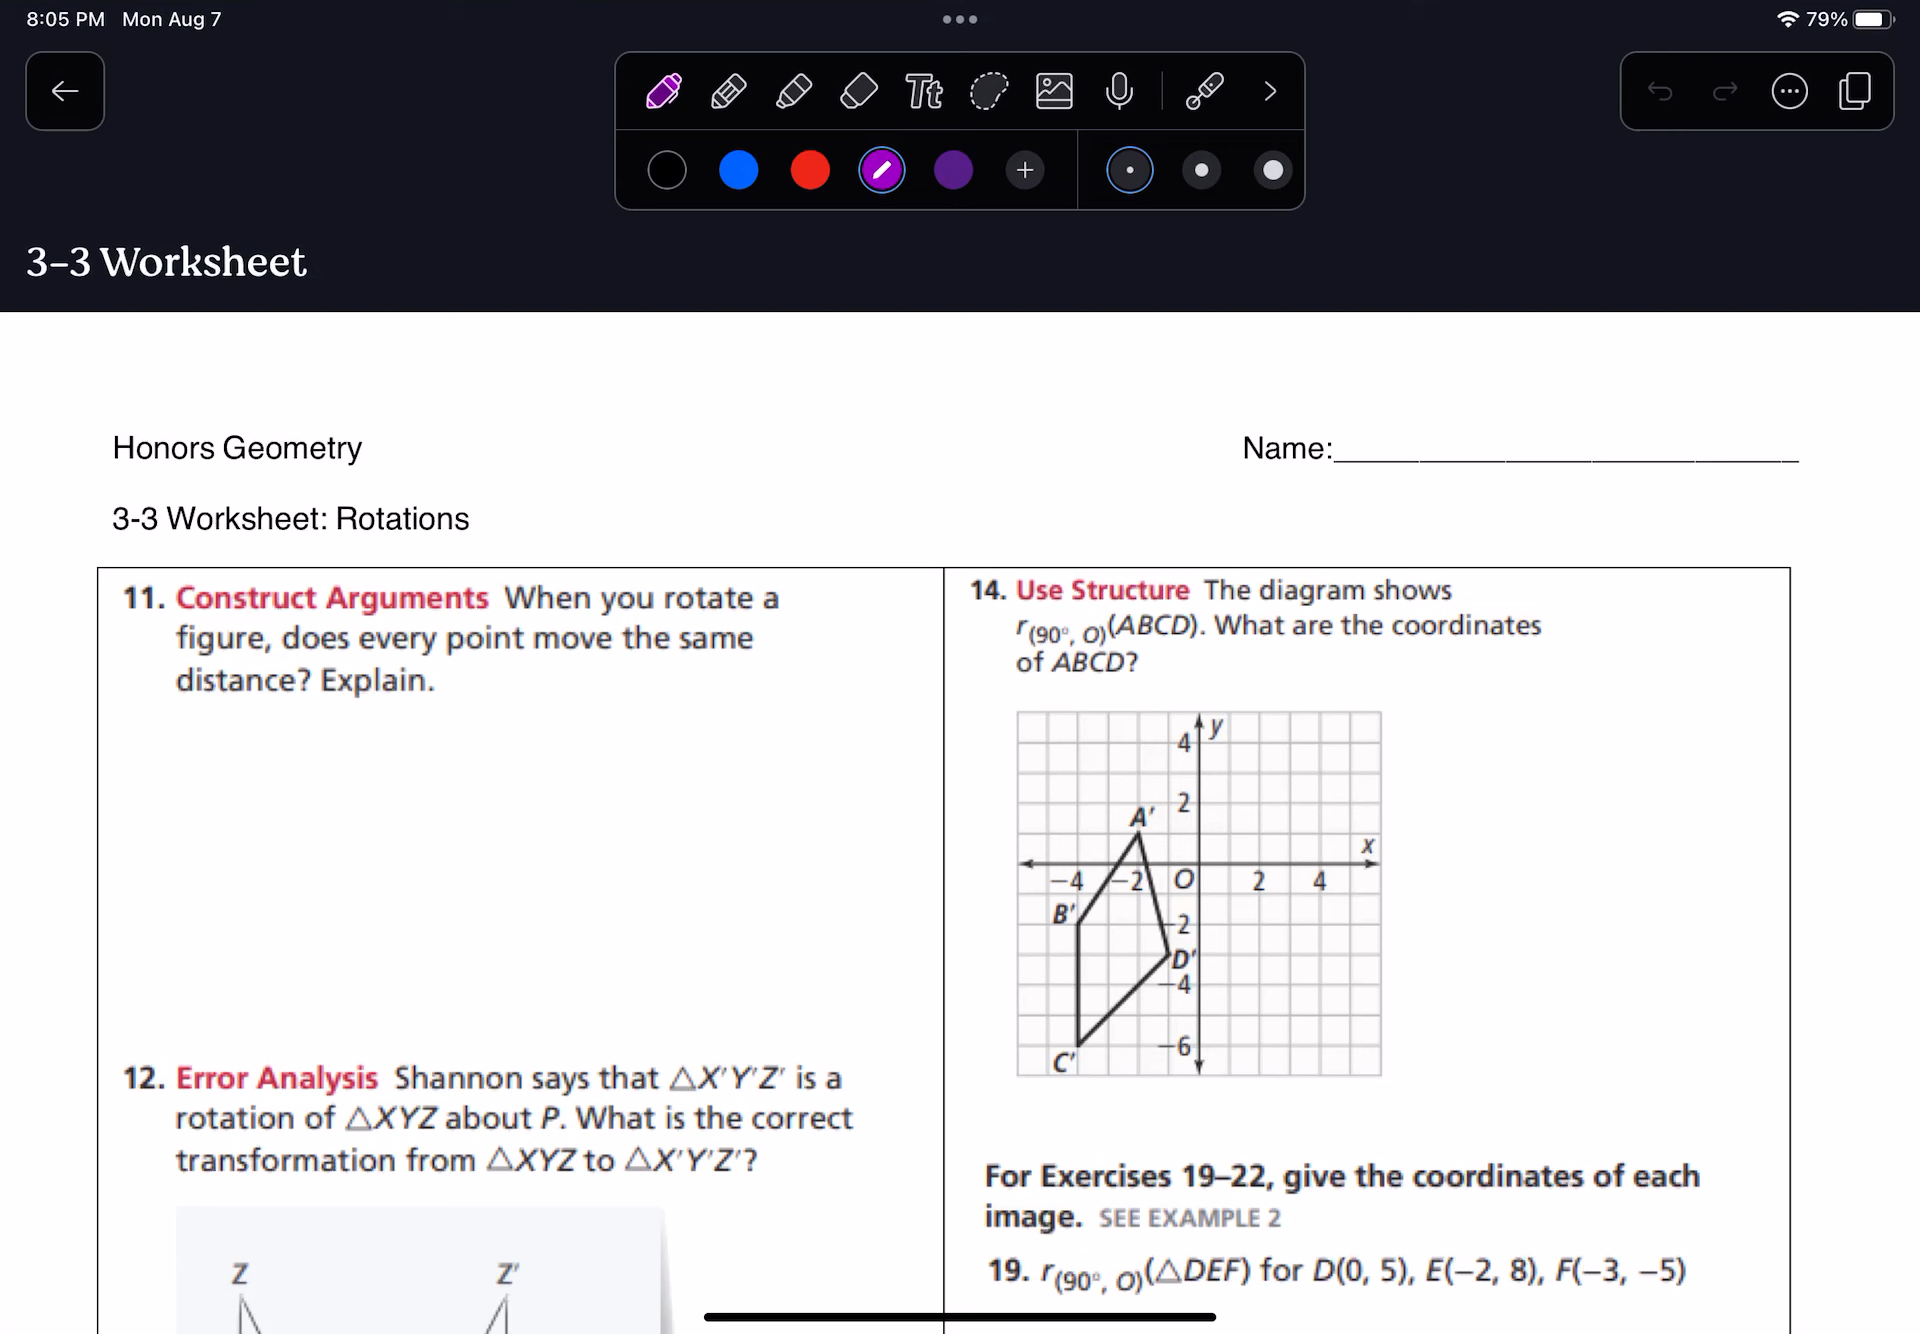 8:05 PM Mon Aug 7
79%
Tt
3-3 Worksheet
Honors Geometry
Name:
3-3 Worksheet: Rotations
11. Construct Arguments When you rotate a
figure, does every point move the same
distance? Explain.
12. Error Analysis Shannon says that △X′Y′Z′ is a
rotation of △XYZ about P. What is the correct
transformation from △XYZ to △X′Y′Z′?
Z Z′
14. Use Structure The diagram shows
r(90°, O)(ABCD). What are the coordinates
of ABCD?
4 y
2
A′
x
−4 −2 O 2 4
B′
−2
D′
−4
−6
C′
For Exercises 19–22, give the coordinates of each
image. SEE EXAMPLE 2
19. r(90°, O)(△DEF) for D(0, 5), E(−2, 8), F(−3, −5)